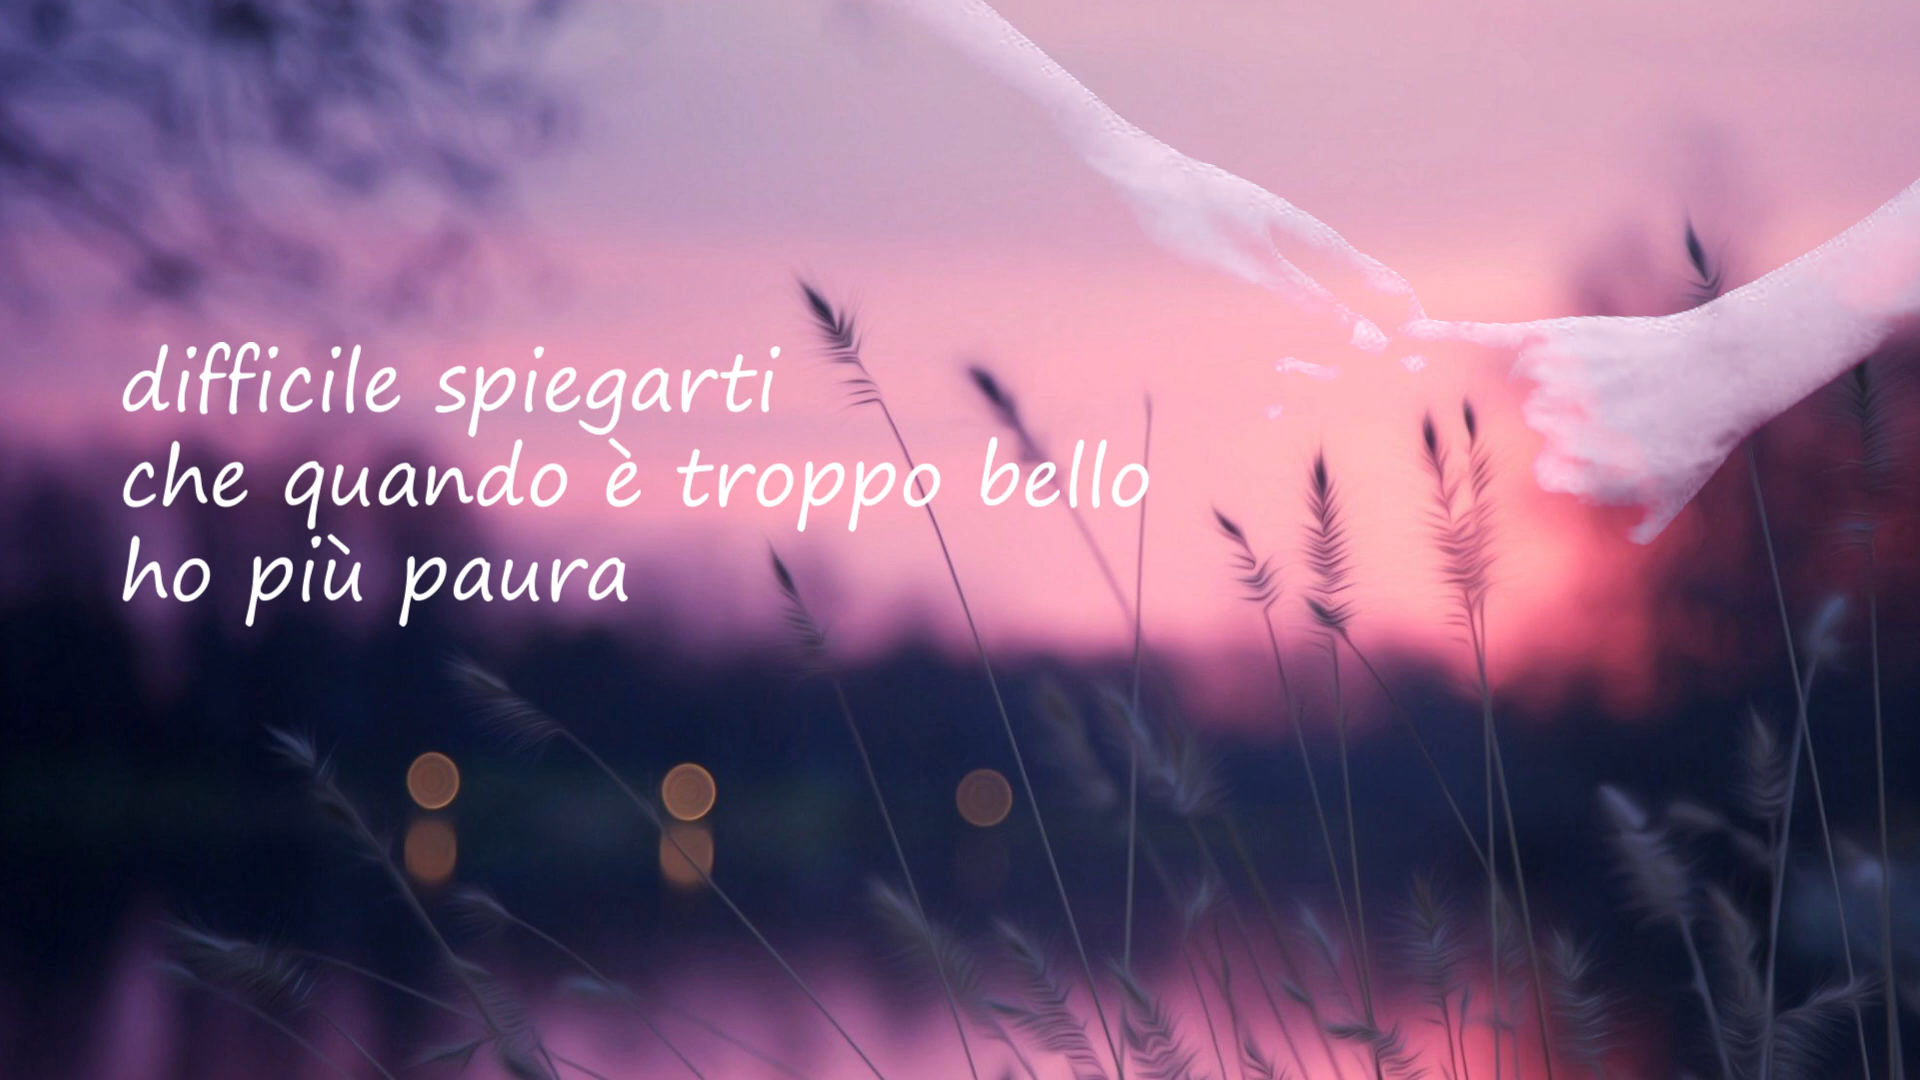 difficile spiegarti
che quando è troppo bello
ho più paura